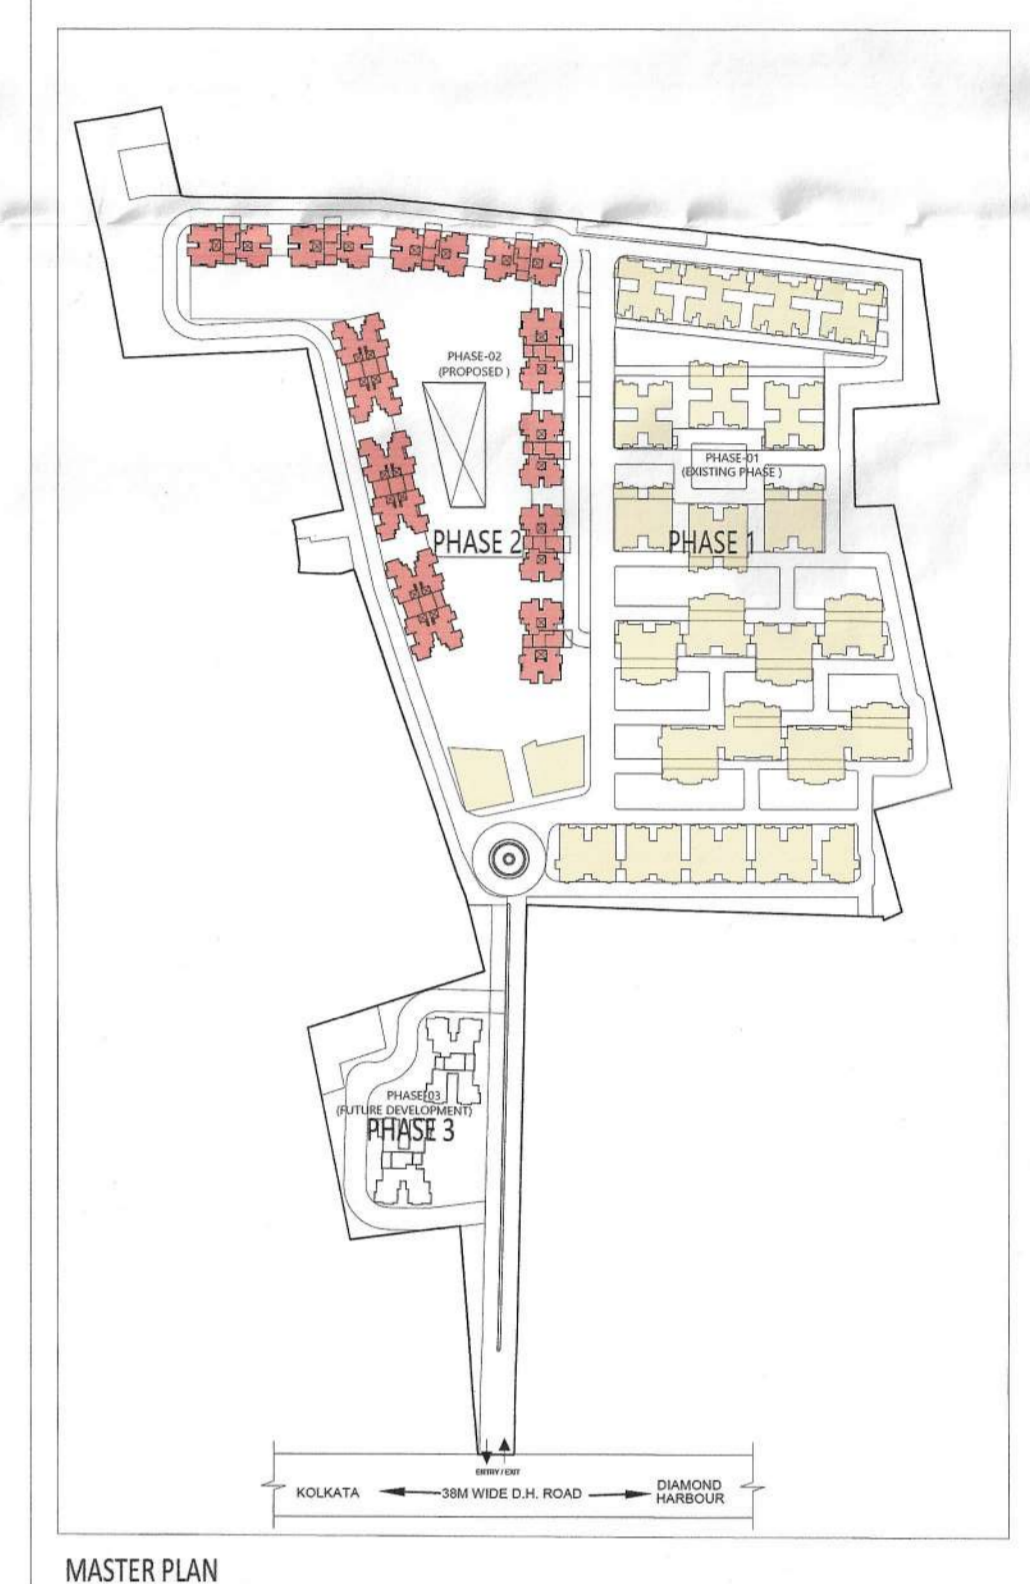 PHASE-02
(PROPOSED )
PHASE-01
(EXISTING PHASE )
PHASE 2
PHASE 1
PHASE-03
(FUTURE DEVELOPMENT)
PHASE 3
ENTRY / EXIT
KOLKATA
38M WIDE D.H. ROAD
DIAMOND
HARBOUR
MASTER PLAN